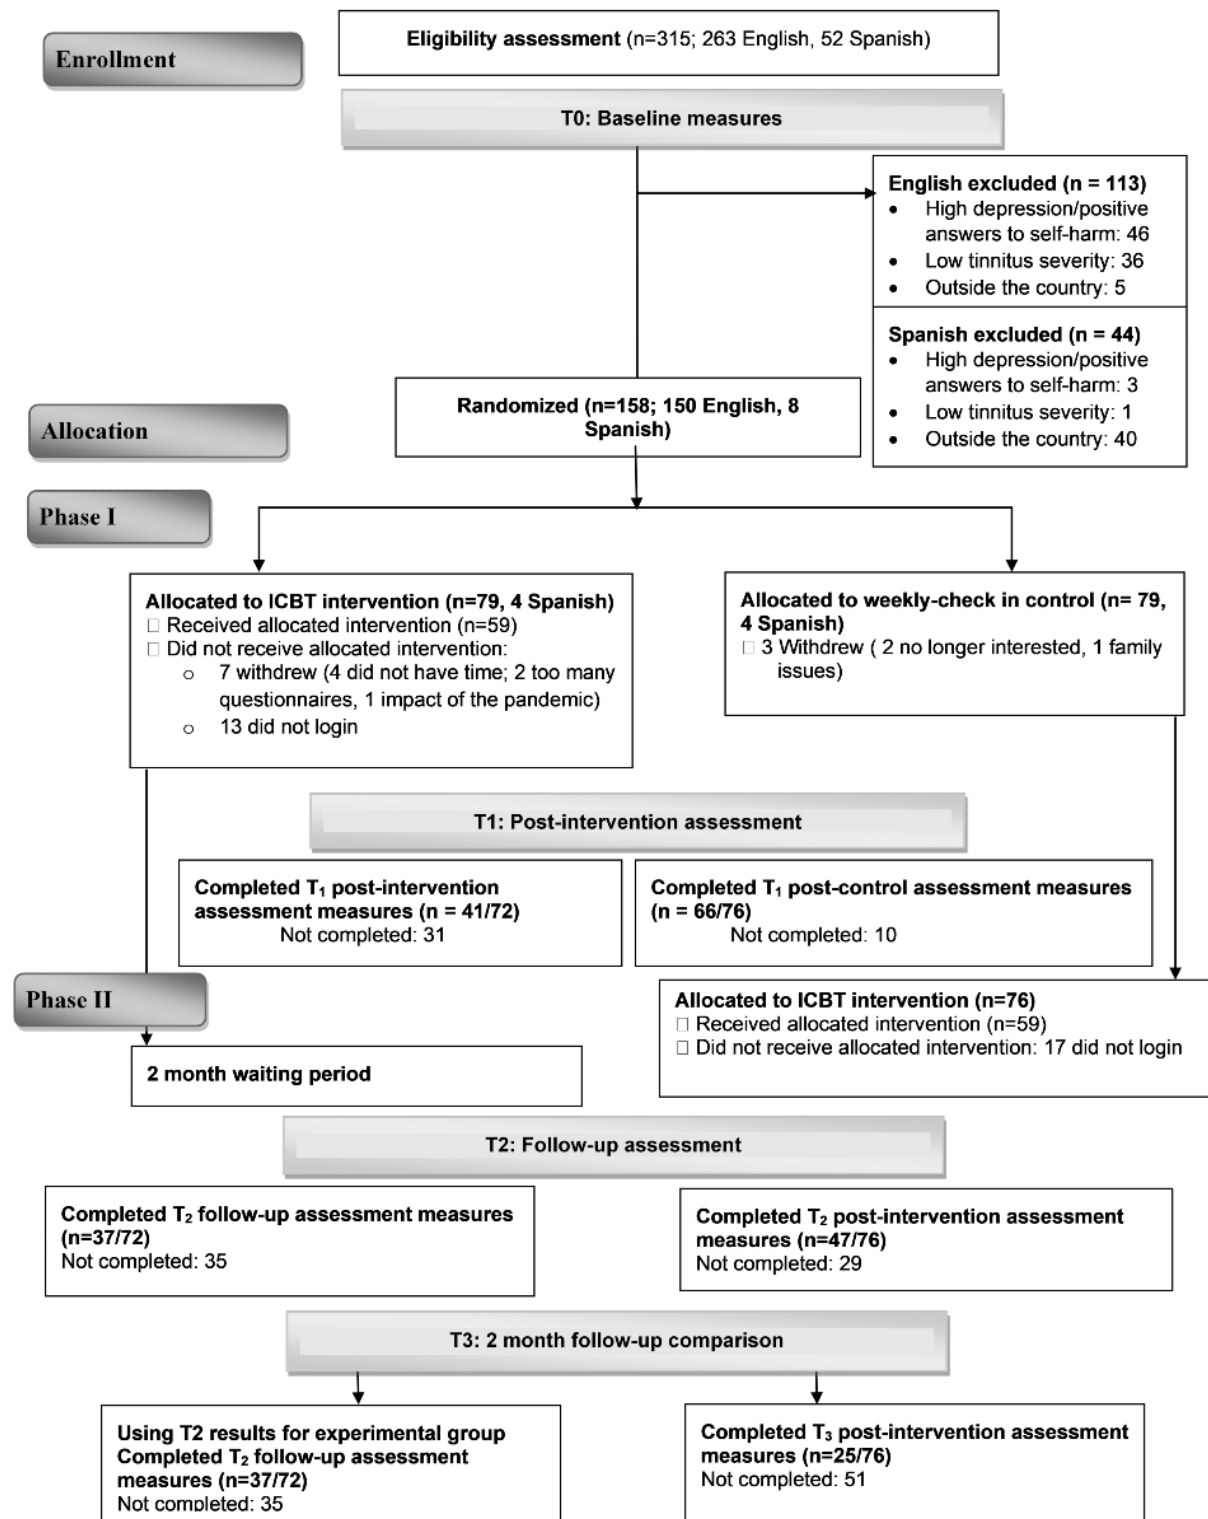 Enrollment
Eligibility assessment (n=315; 263 English, 52 Spanish)
T0: Baseline measures
English excluded (n = 113)
• High depression/positive
answers to self-harm: 46
• Low tinnitus severity: 36
• Outside the country: 5
Spanish excluded (n = 44)
• High depression/positive
answers to self-harm: 3
• Low tinnitus severity: 1
• Outside the country: 40
Allocation
Randomized (n=158; 150 English, 8
Spanish)
Phase I
Allocated to ICBT intervention (n=79, 4 Spanish)
□ Received allocated intervention (n=59)
□ Did not receive allocated intervention:
o 7 withdrew (4 did not have time; 2 too many
questionnaires, 1 impact of the pandemic)
o 13 did not login
Allocated to weekly-check in control (n= 79,
4 Spanish)
□ 3 Withdrew ( 2 no longer interested, 1 family
issues)
T1: Post-intervention assessment
Completed T₁ post-intervention
assessment measures (n = 41/72)
Not completed: 31
Completed T₁ post-control assessment measures
(n = 66/76)
Not completed: 10
Phase II
Allocated to ICBT intervention (n=76)
□ Received allocated intervention (n=59)
□ Did not receive allocated intervention: 17 did not login
2 month waiting period
T2: Follow-up assessment
Completed T₂ follow-up assessment measures
(n=37/72)
Not completed: 35
Completed T₂ post-intervention assessment
measures (n=47/76)
Not completed: 29
T3: 2 month follow-up comparison
Using T2 results for experimental group
Completed T₂ follow-up assessment
measures (n=37/72)
Not completed: 35
Completed T₃ post-intervention assessment
measures (n=25/76)
Not completed: 51